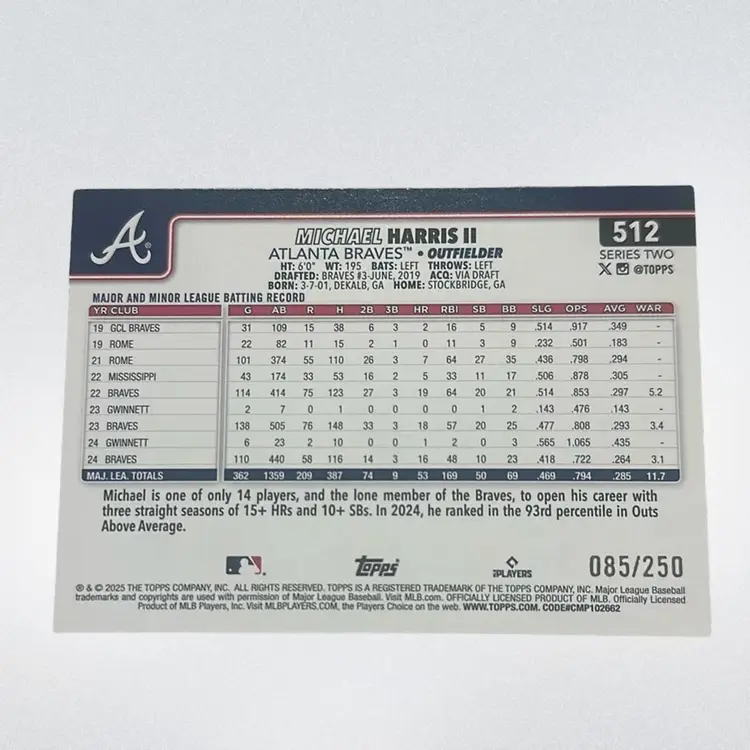 A®
MICHAEL HARRIS II
512
ATLANTA BRAVES™ • OUTFIELDER
SERIES TWO
HT: 6'0" WT: 195 BATS: LEFT THROWS: LEFT
X @TOPPS
DRAFTED: BRAVES #3-JUNE, 2019 ACQ: VIA DRAFT
BORN: 3-7-01, DEKALB, GA HOME: STOCKBRIDGE, GA
MAJOR AND MINOR LEAGUE BATTING RECORD
YR CLUB G AB R H 2B 3B HR RBI SB BB SLG OPS AVG WAR
19 GCL BRAVES 31 109 15 38 6 3 2 16 5 9 .514 .917 .349 -
19 ROME 22 82 11 15 2 1 0 11 3 9 .232 .501 .183 -
21 ROME 101 374 55 110 26 3 7 64 27 35 .436 .798 .294 -
22 MISSISSIPPI 43 174 33 53 16 2 5 33 11 17 .506 .878 .305 -
22 BRAVES 114 414 75 123 27 3 19 64 20 21 .514 .853 .297 5.2
23 GWINNETT 2 7 0 1 0 0 0 0 1 2 .143 .476 .143 -
23 BRAVES 138 505 76 148 33 3 18 57 20 25 .477 .808 .293 3.4
24 GWINNETT 6 23 2 10 0 0 1 2 0 3 .565 1.065 .435 -
24 BRAVES 110 440 58 116 14 3 16 48 10 23 .418 .722 .264 3.1
MAJ. LEA. TOTALS 362 1359 209 387 74 9 53 169 50 69 .469 .794 .285 11.7
Michael is one of only 14 players, and the lone member of the Braves, to open his career with
three straight seasons of 15+ HRs and 10+ SBs. In 2024, he ranked in the 93rd percentile in Outs
Above Average.
topps
PLAYERS
085/250
® & © 2025 THE TOPPS COMPANY, INC. ALL RIGHTS RESERVED. TOPPS IS A REGISTERED TRADEMARK OF THE TOPPS COMPANY, INC. Major League Baseball
trademarks and copyrights are used with permission of Major League Baseball. Visit MLB.com. OFFICIALLY LICENSED PRODUCT OF MLB. Officially Licensed
Product of MLB Players, Inc. Visit MLBPLAYERS.COM, the Players Choice on the web. WWW.TOPPS.COM. CODE#CMP102662